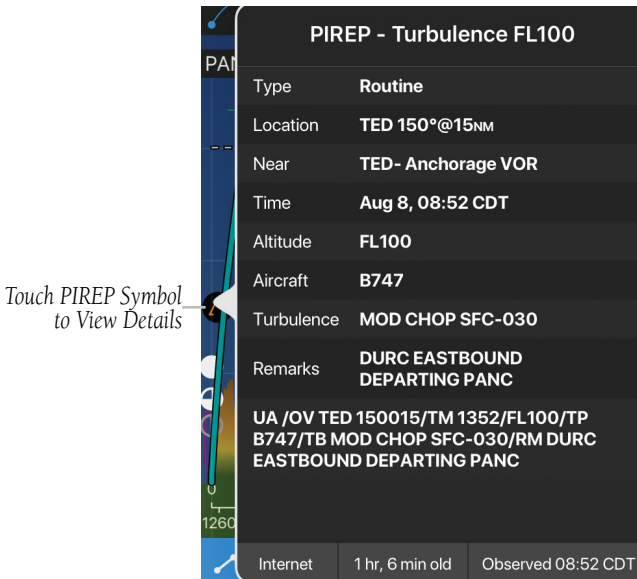 PIREP - Turbulence FL100
PA
Type Routine
Location TED 150°@15NM
Near TED- Anchorage VOR
Time Aug 8, 08:52 CDT
Altitude FL100
Aircraft B747
Touch PIREP Symbol
to View Details
Turbulence MOD CHOP SFC-030
Remarks DURC EASTBOUND
DEPARTING PANC
UA /OV TED 150015/TM 1352/FL100/TP
B747/TB MOD CHOP SFC-030/RM DURC
EASTBOUND DEPARTING PANC
1260
Internet 1 hr, 6 min old Observed 08:52 CDT